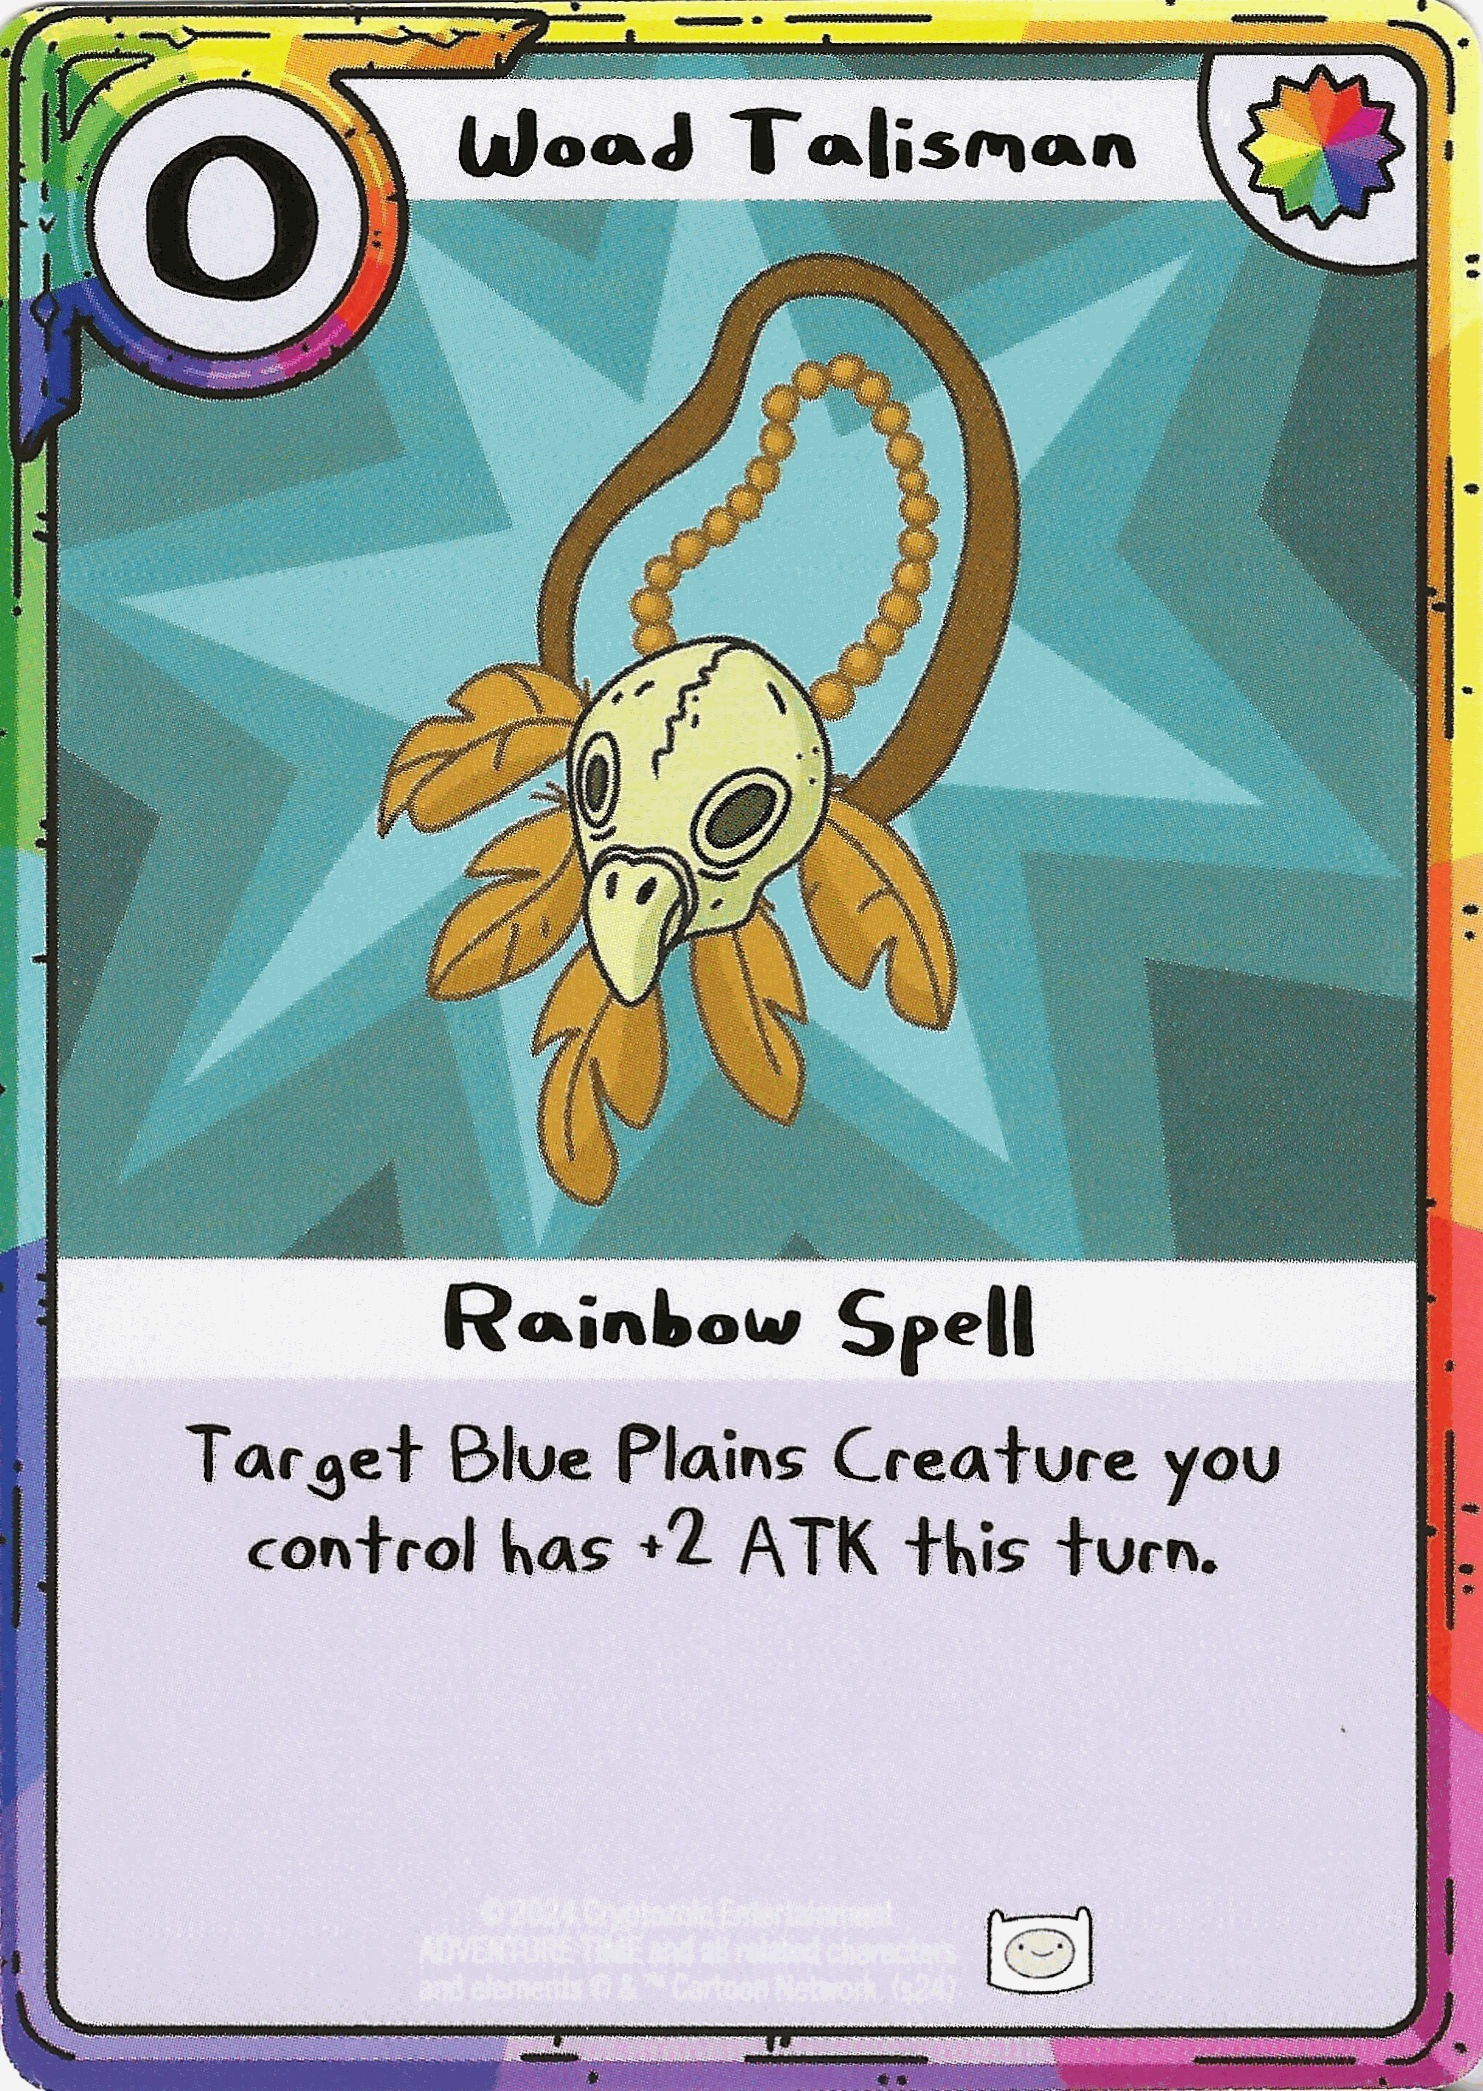 0
Woad Talisman
Rainbow Spell
Target Blue Plains Creature you
control has +2 ATK this turn.
© 2024 Cryptozoic Entertainment
ADVENTURE TIME and all related characters
and elements © & ™ Cartoon Network. (s24)